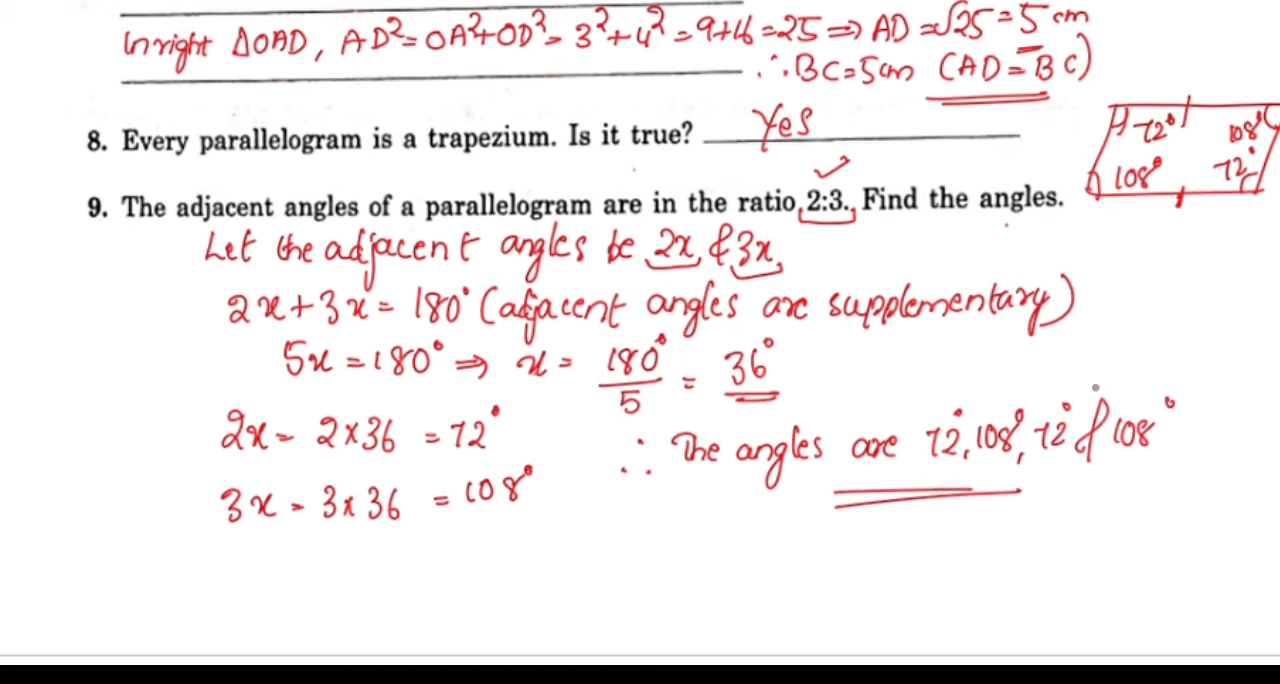 In right ΔOAD, AD² = OA² + OD² = 3² + 4² = 9 + 16 = 25 ⇒ AD = √25 = 5 cm
∴ BC = 5cm (AD = BC)
8. Every parallelogram is a trapezium. Is it true? Yes
72° 108°
108° 72°
9. The adjacent angles of a parallelogram are in the ratio 2:3. Find the angles.
Let the adjacent angles be 2x & 3x
2x + 3x = 180° (adjacent angles are supplementary)
5x = 180° ⇒ x = 180°/5 = 36°
2x = 2×36 = 72°
∴ The angles are 72°, 108°, 72° & 108°
3x = 3×36 = 108°